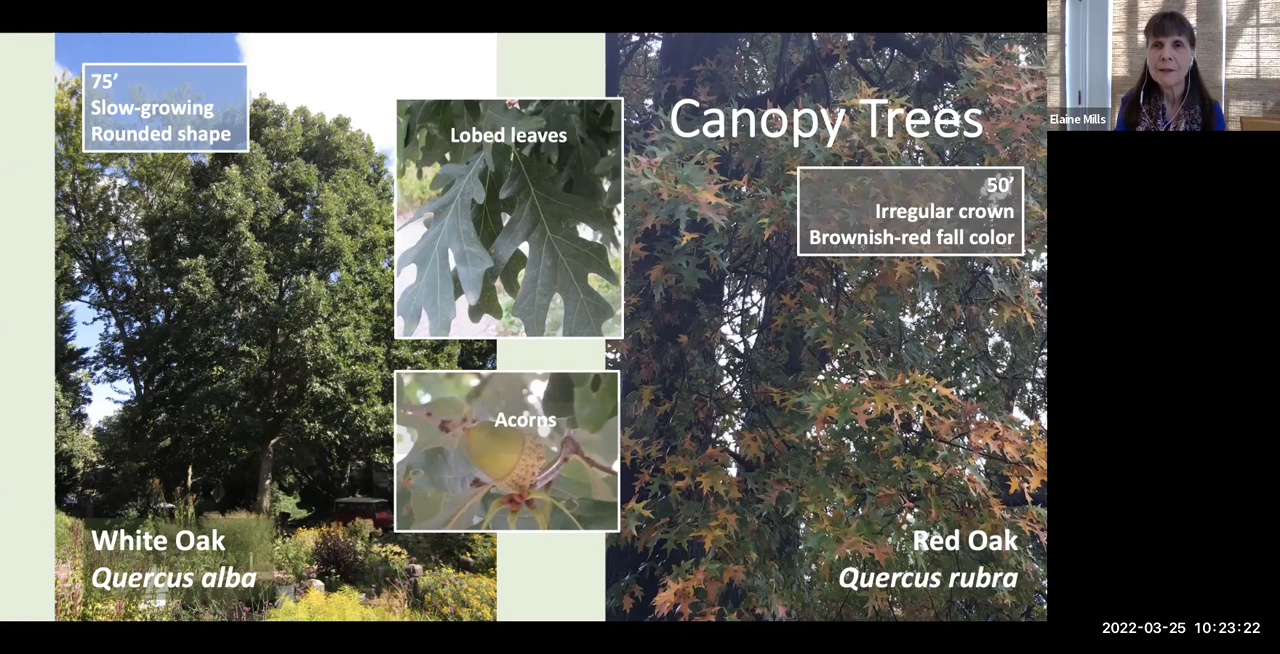 75’
Slow-growing
Rounded shape
Lobed leaves
Canopy Trees
50’
Irregular crown
Brownish-red fall color
Acorns
White Oak
Quercus alba
Red Oak
Quercus rubra
Elaine Mills
2022-03-25 10:23:22